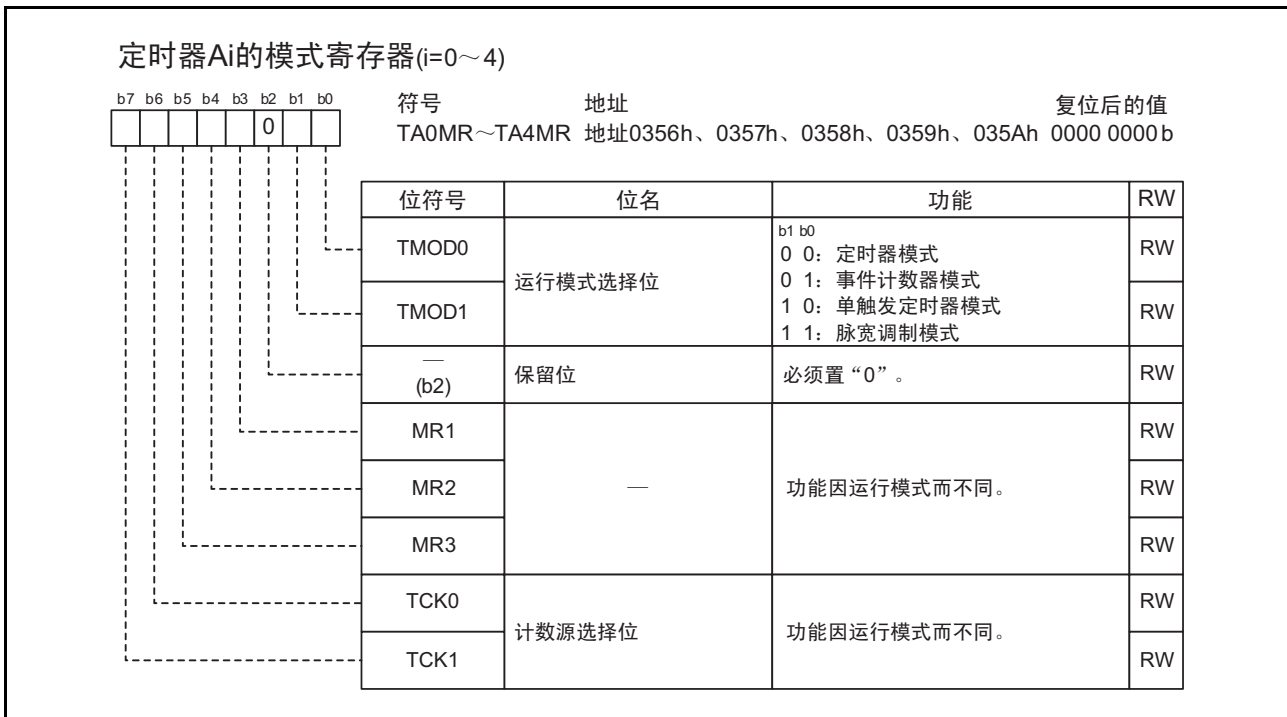 定时器Ai的模式寄存器(i=0～4)
b7 b6 b5 b4 b3 b2 b1 b0
0
符号 地址 复位后的值
TA0MR～TA4MR 地址0356h、0357h、0358h、0359h、035Ah 0000 0000 b
位符号 位名 功能 RW
TMOD0 RW
TMOD1 RW
运行模式选择位
b1 b0
0 0：定时器模式
0 1：事件计数器模式
1 0：单触发定时器模式
1 1：脉宽调制模式
—
(b2) 保留位 必须置“0”。 RW
MR1 RW
MR2 — 功能因运行模式而不同。 RW
MR3 RW
TCK0 RW
计数源选择位 功能因运行模式而不同。
TCK1 RW